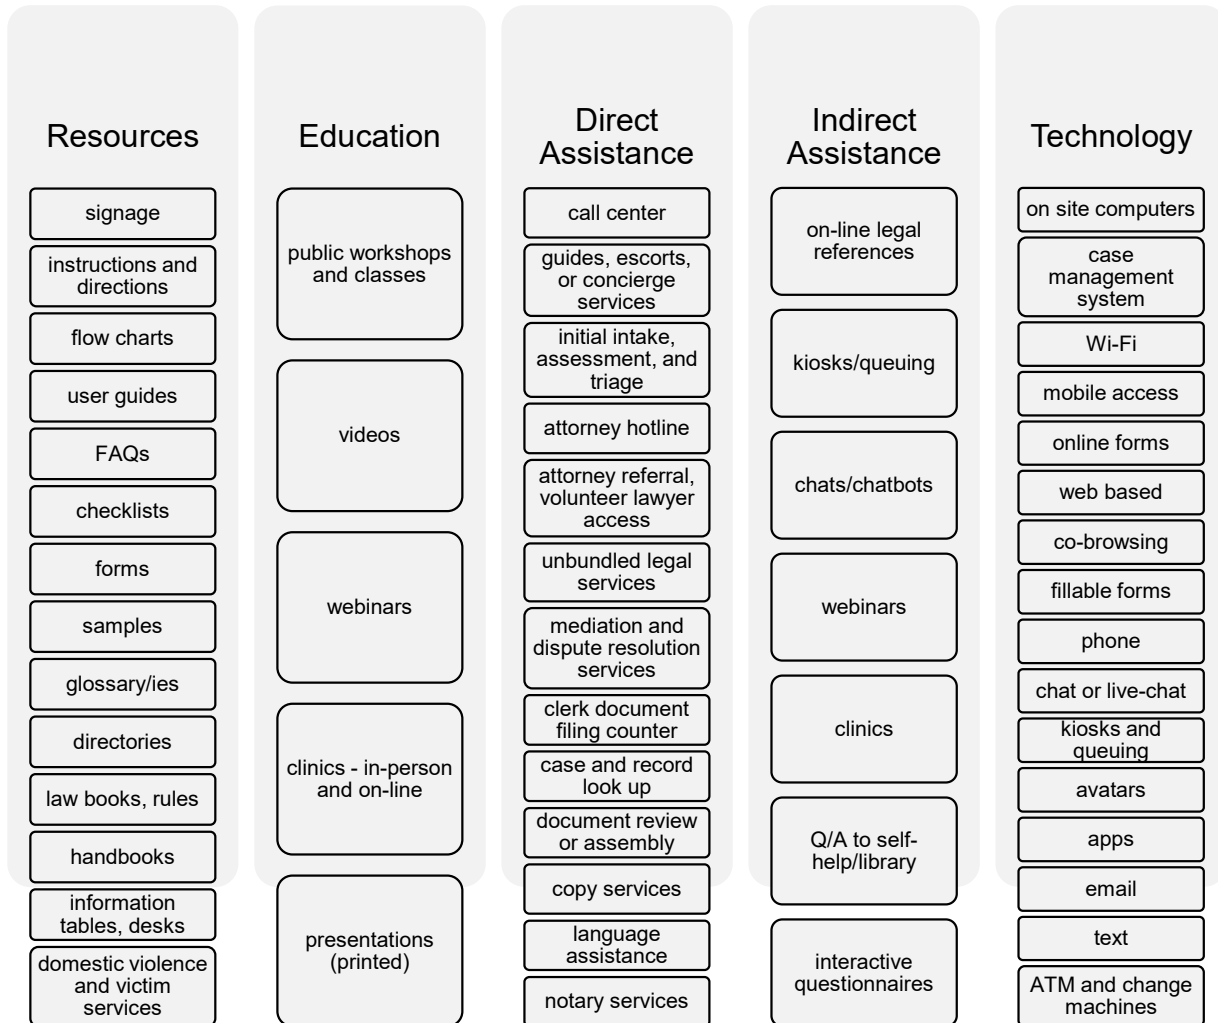 Resources
signage
instructions and
directions
flow charts
user guides
FAQs
checklists
forms
samples
glossary/ies
directories
law books, rules
handbooks
information
tables, desks
domestic violence
and victim
services
Education
public workshops
and classes
videos
webinars
clinics - in-person
and on-line
presentations
(printed)
Direct
Assistance
call center
guides, escorts,
or concierge
services
initial intake,
assessment, and
triage
attorney hotline
attorney referral,
volunteer lawyer
access
unbundled legal
services
mediation and
dispute resolution
services
clerk document
filing counter
case and record
look up
document review
or assembly
copy services
language
assistance
notary services
Indirect
Assistance
on-line legal
references
kiosks/queuing
chats/chatbots
webinars
clinics
Q/A to self-
help/library
interactive
questionnaires
Technology
on site computers
case
management
system
Wi-Fi
mobile access
online forms
web based
co-browsing
fillable forms
phone
chat or live-chat
kiosks and
queuing
avatars
apps
email
text
ATM and change
machines